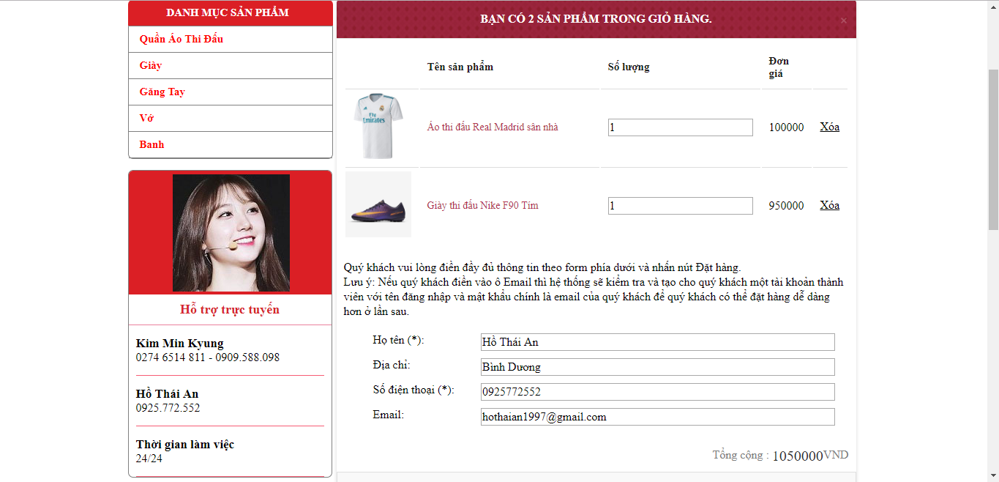 DANH MỤC SẢN PHẨM
Quần Áo Thi Đấu
Giày
Găng Tay
Vớ
Banh
Hỗ trợ trực tuyến
Kim Min Kyung
0274 6514 811 - 0909.588.098
Hồ Thái An
0925.772.552
Thời gian làm việc
24/24
BẠN CÓ 2 SẢN PHẨM TRONG GIỎ HÀNG.
×
Tên sản phẩm
Số lượng
Đơn
giá
Fly
Emirates
Áo thi đấu Real Madrid sân nhà
1
100000
Xóa
Giày thi đấu Nike F90 Tím
1
950000
Xóa
Quý khách vui lòng điền đầy đủ thông tin theo form phía dưới và nhấn nút Đặt hàng.
Lưu ý: Nếu quý khách điền vào ô Email thì hệ thống sẽ kiểm tra và tạo cho quý khách một tài khoản thành
viên với tên đăng nhập và mật khẩu chính là email của quý khách để quý khách có thể đặt hàng dễ dàng
hơn ở lần sau.
Họ tên (*): Hồ Thái An
Địa chỉ: Bình Dương
Số điện thoại (*): 0925772552
Email: hothaian1997@gmail.com
Tổng cộng : 1050000VND